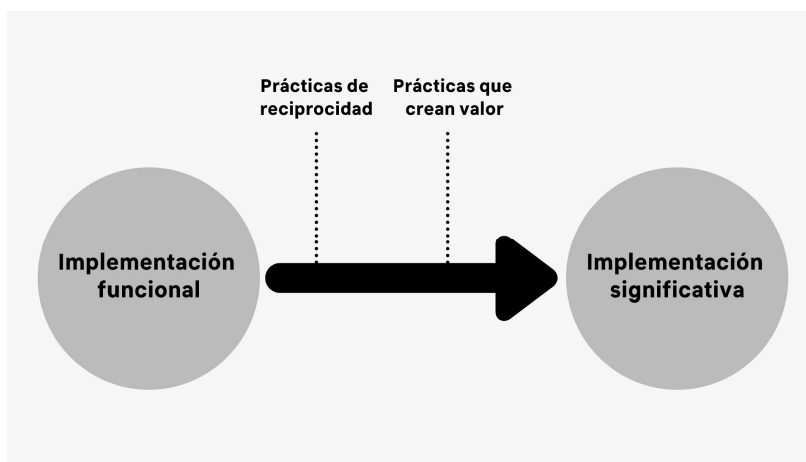 Prácticas de
reciprocidad
Prácticas que
crean valor
Implementación
funcional
Implementación
significativa